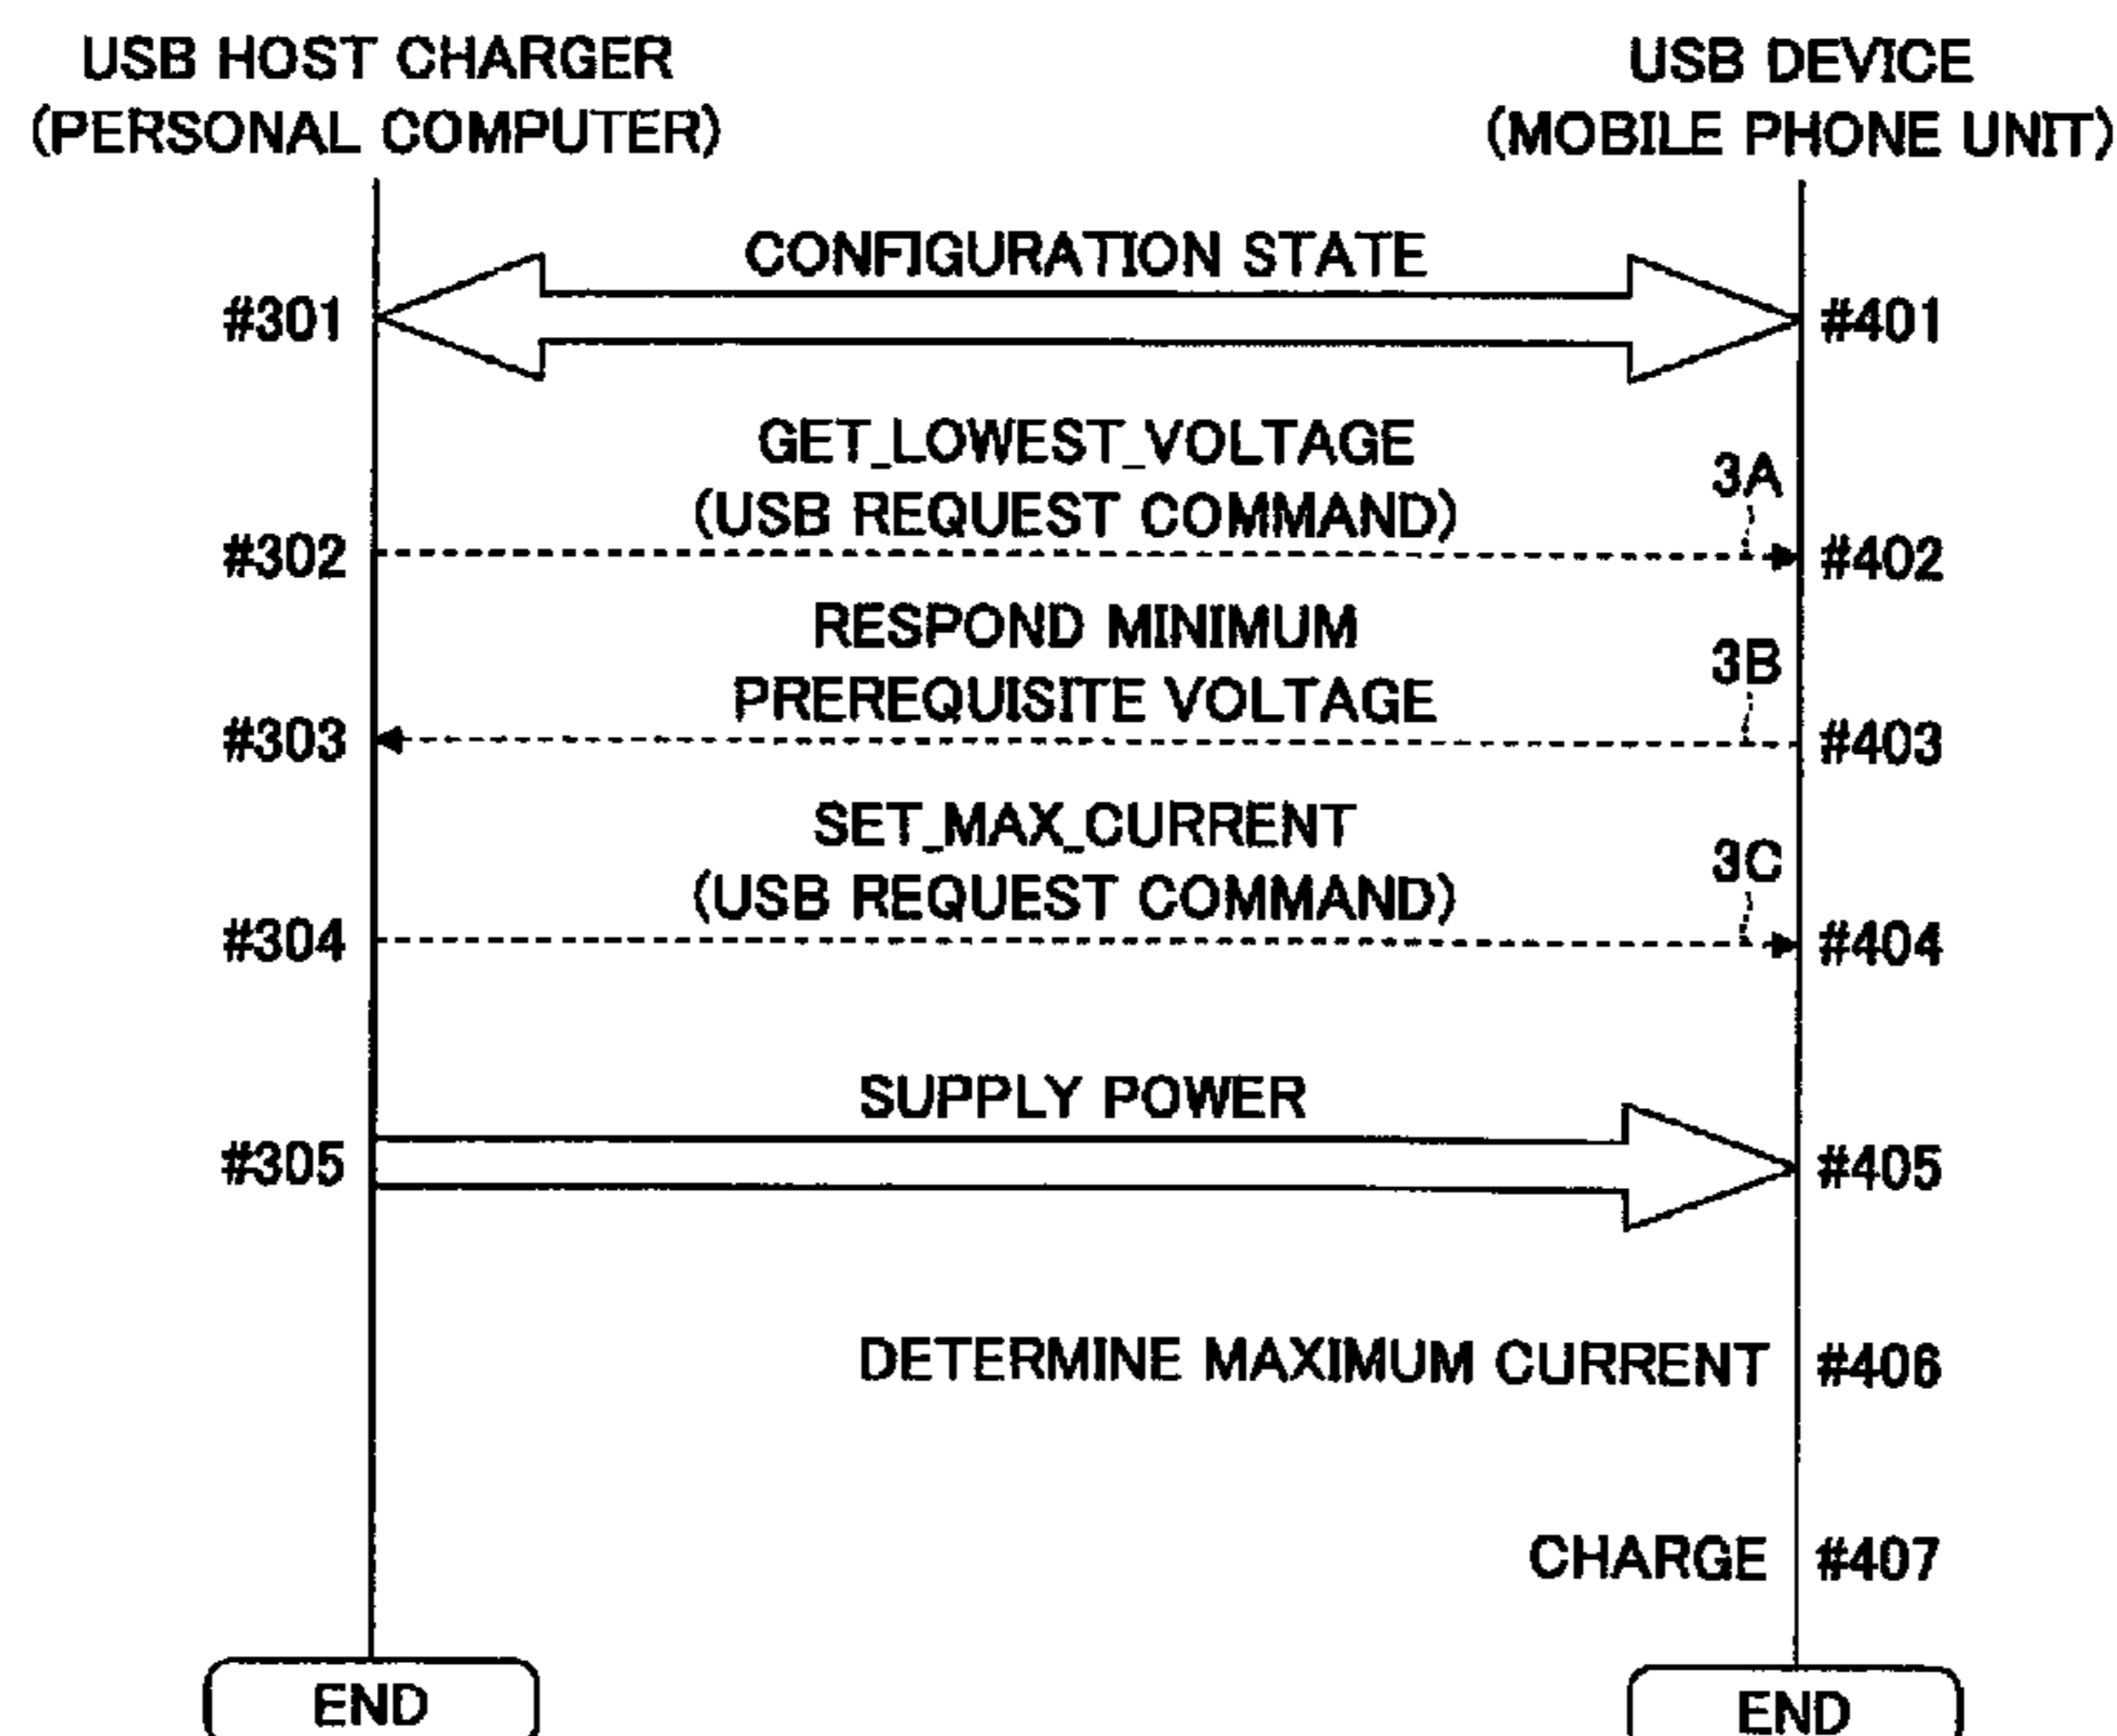 USB HOST CHARGER
(PERSONAL COMPUTER)
USB DEVICE
(MOBILE PHONE UNIT)
CONFIGURATION STATE
#301
#401
GET_LOWEST_VOLTAGE
(USB REQUEST COMMAND)
3A
#302
#402
RESPOND MINIMUM
PREREQUISITE VOLTAGE
3B
#303
#403
SET_MAX_CURRENT
(USB REQUEST COMMAND)
3C
#304
#404
SUPPLY POWER
#305
#405
DETERMINE MAXIMUM CURRENT
#406
CHARGE
#407
END
END